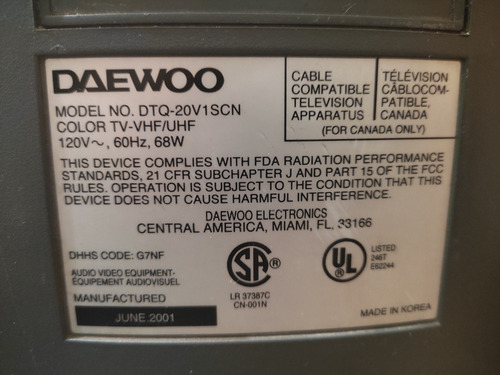 DAEWOO
MODEL NO. DTQ-20V1SCN
COLOR TV-VHF/UHF
120V~, 60Hz, 68W
CABLE
COMPATIBLE
TELEVISION
APPARATUS
TÉLÉVISION
CÂBLOCOM-
PATIBLE,
CANADA
(FOR CANADA ONLY)
THIS DEVICE COMPLIES WITH FDA RADIATION PERFORMANCE
STANDARDS, 21 CFR SUBCHAPTER J AND PART 15 OF THE FCC
RULES. OPERATION IS SUBJECT TO THE CONDITION THAT THIS
DEVICE DOES NOT CAUSE HARMFUL INTERFERENCE.
DAEWOO ELECTRONICS
CENTRAL AMERICA, MIAMI, FL, 33166
DHHS CODE: G7NF
AUDIO VIDEO EQUIPMENT-
ÉQUIPEMENT AUDIOVISUEL
MANUFACTURED
JUNE.2001
SA
®
LR 37387C
CN-001N
UL
®
LISTED
246T
E62244
MADE IN KOREA